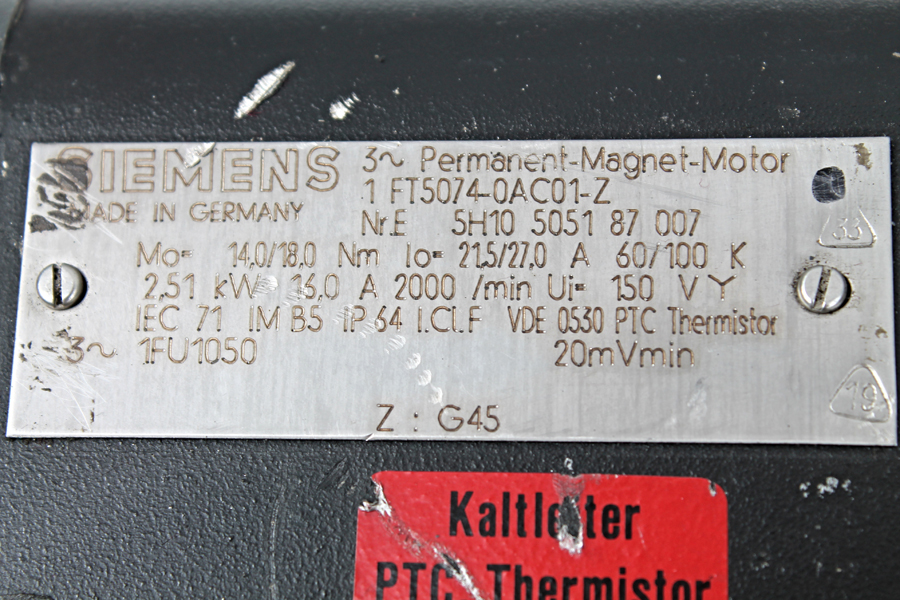 SIEMENS
MADE IN GERMANY
3~ Permanent-Magnet-Motor
1 FT5074-0AC01-Z
Nr.E 5H10 5051 87 007
Mo= 14,0/18,0 Nm Io= 21,5/27,0 A 60/100 K
2,51 kW 16,0 A 2000 /min Ui= 150 V Y
IEC 71 IM B5 IP 64 I.Cl.F VDE 0530 PTC Thermistor
3~ 1FU1050 20mVmin
Z : G45
33
19
Kaltleiter
PTC Thermistor